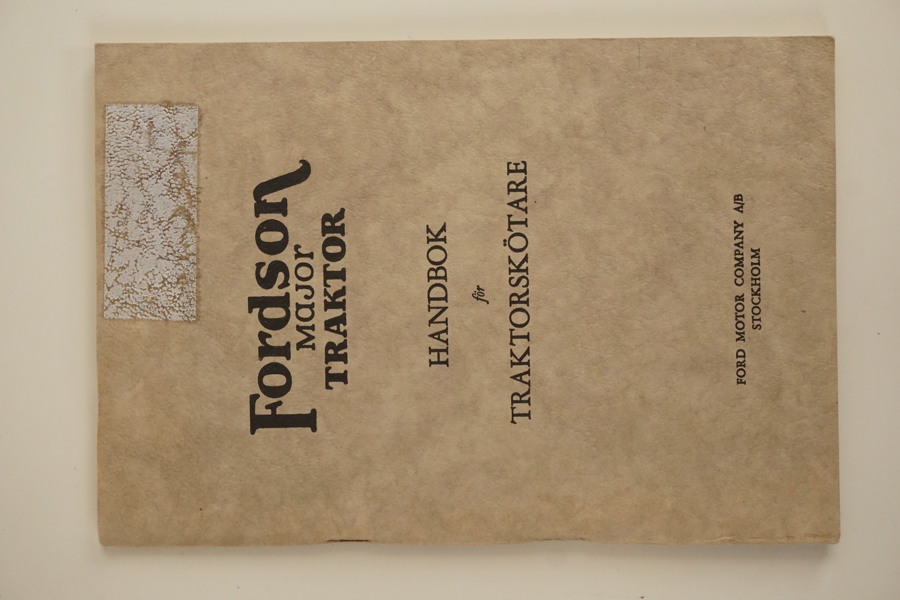 Fordson
MAJOR
TRAKTOR
HANDBOK
för
TRAKTORSKÖTARE
FORD MOTOR COMPANY A/B
STOCKHOLM